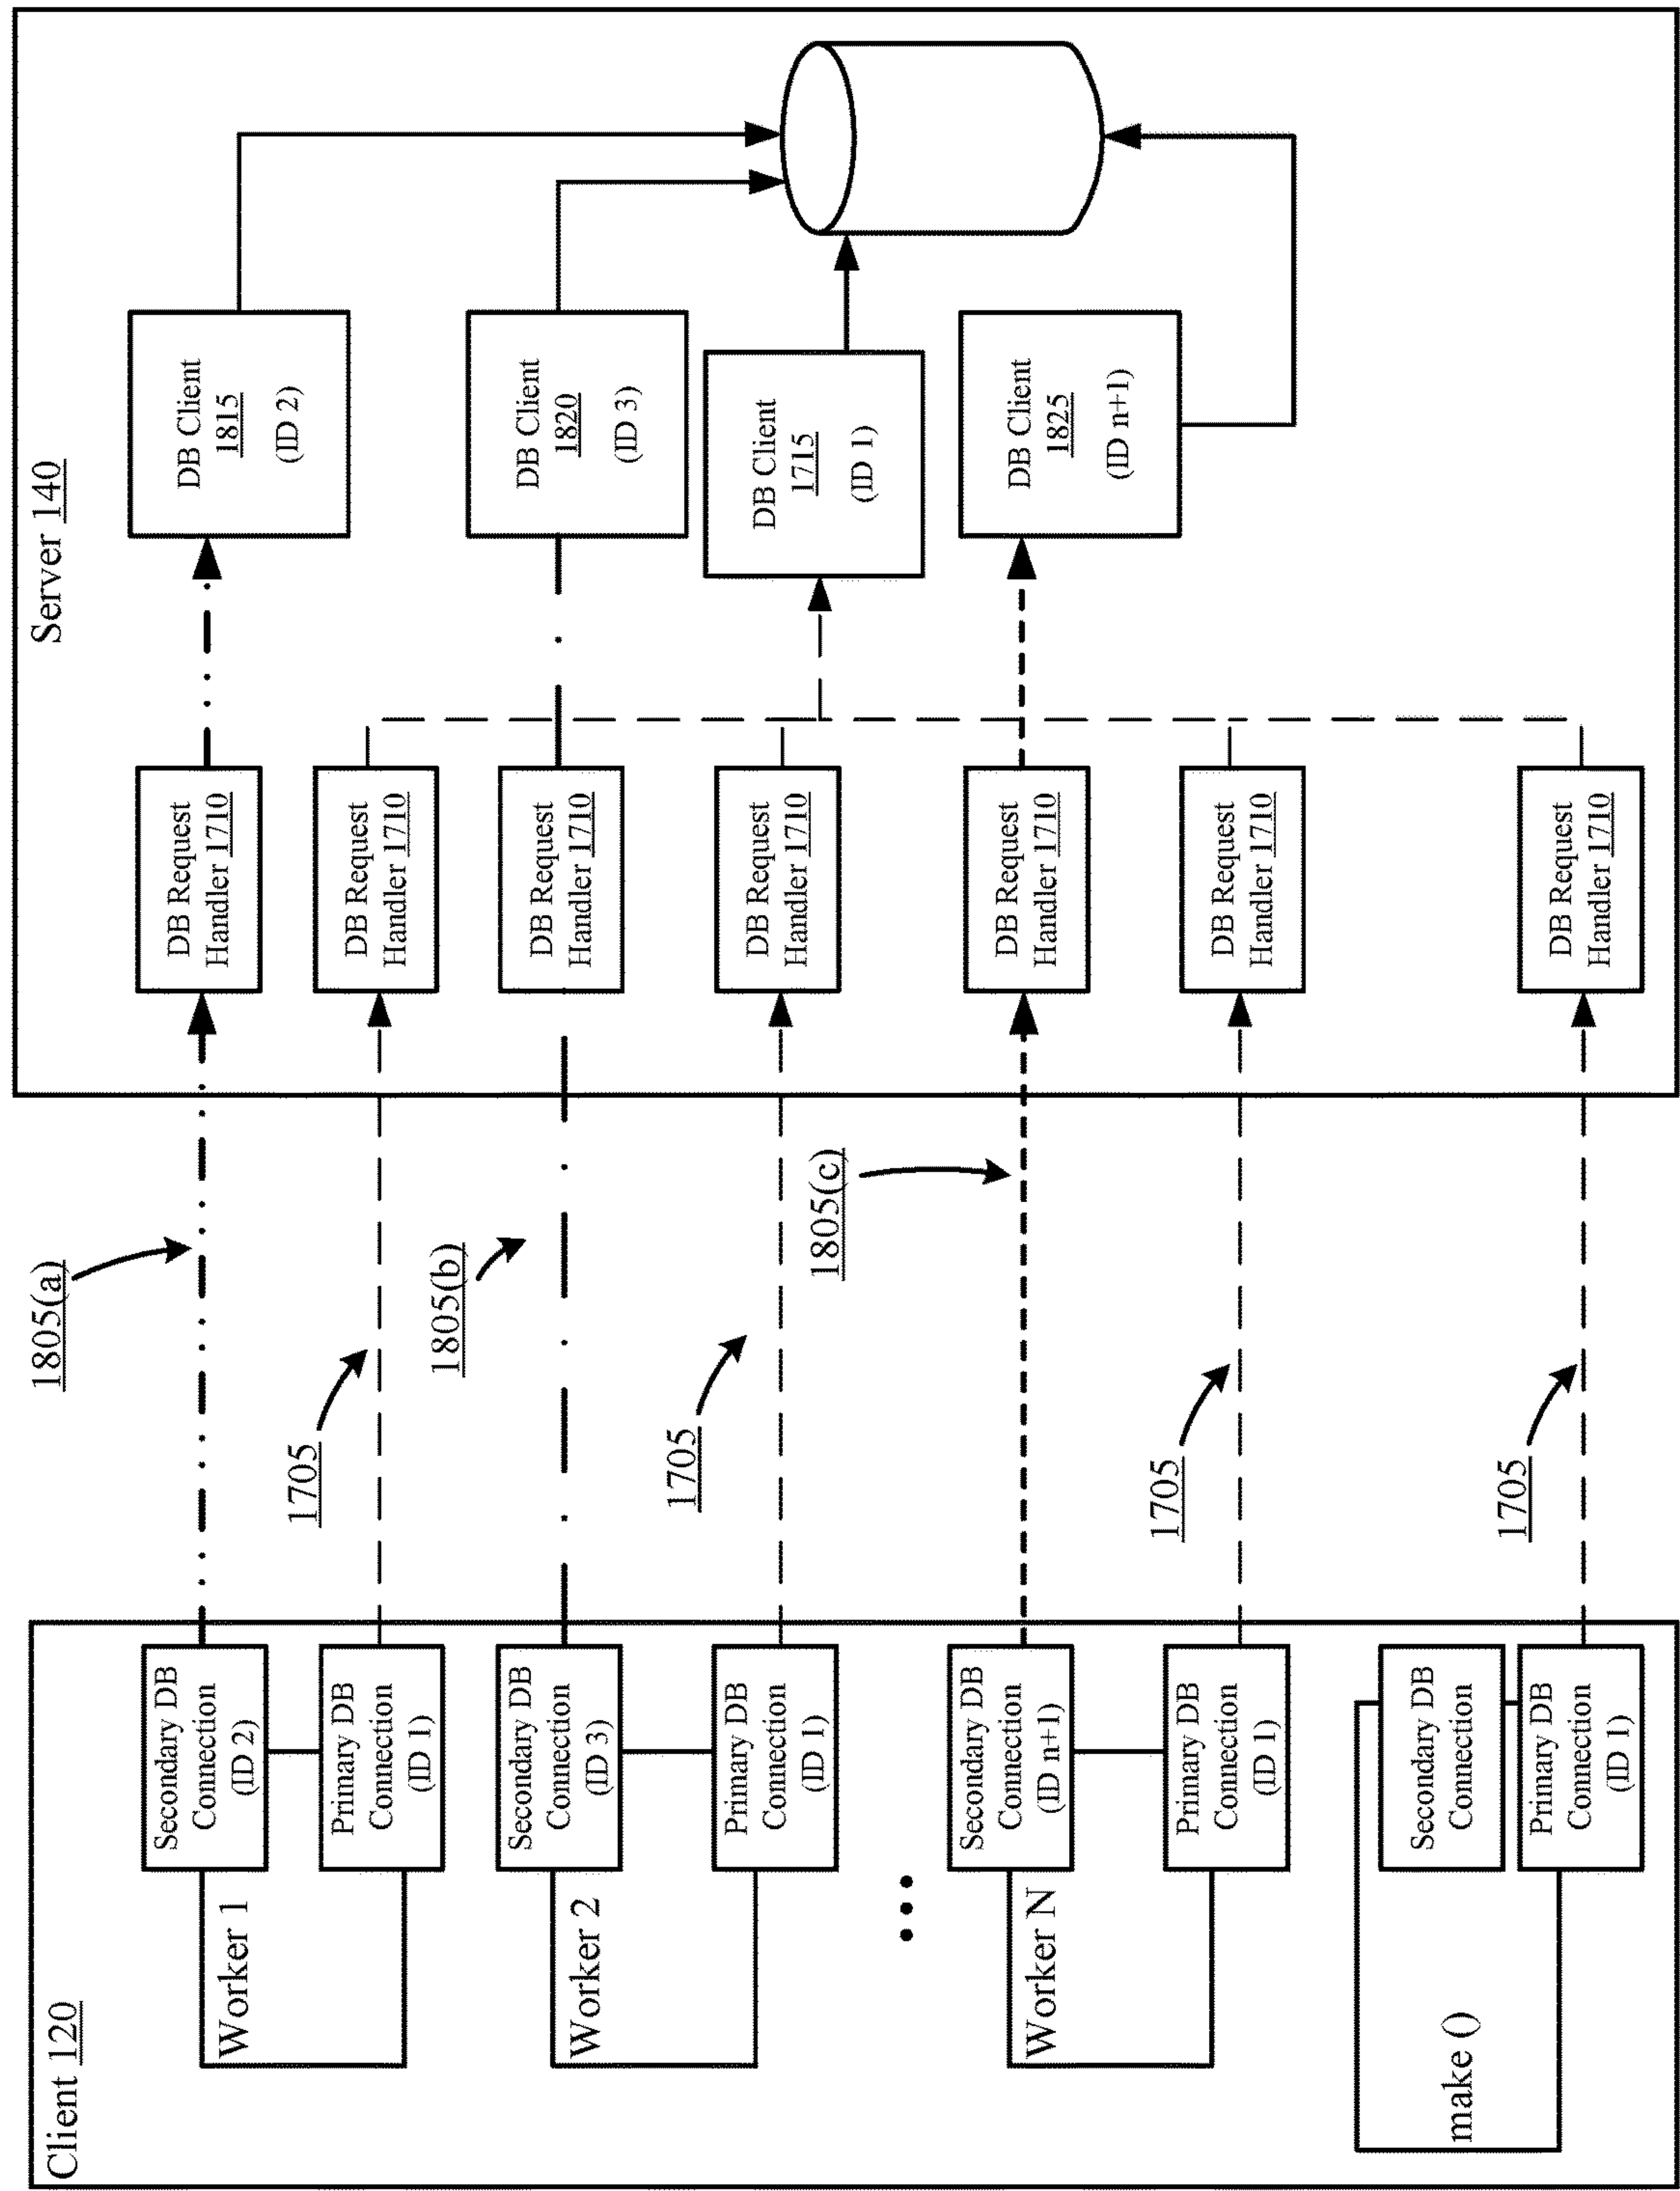 Client 120
Worker 1
Secondary DB
Connection
(ID 2)
Primary DB
Connection
(ID 1)
Worker 2
Secondary DB
Connection
(ID 3)
Primary DB
Connection
(ID 1)
•••
Worker N
Secondary DB
Connection
(ID n+1)
Primary DB
Connection
(ID 1)
make ()
Secondary DB
Connection
Primary DB
Connection
(ID 1)
1805(a)
1705
1805(b)
1705
1805(c)
1705
1705
Server 140
DB Request
Handler 1710
DB Request
Handler 1710
DB Request
Handler 1710
DB Request
Handler 1710
DB Request
Handler 1710
DB Request
Handler 1710
DB Request
Handler 1710
DB Client
1815
(ID 2)
DB Client
1820
(ID 3)
DB Client
1715
(ID 1)
DB Client
1825
(ID n+1)